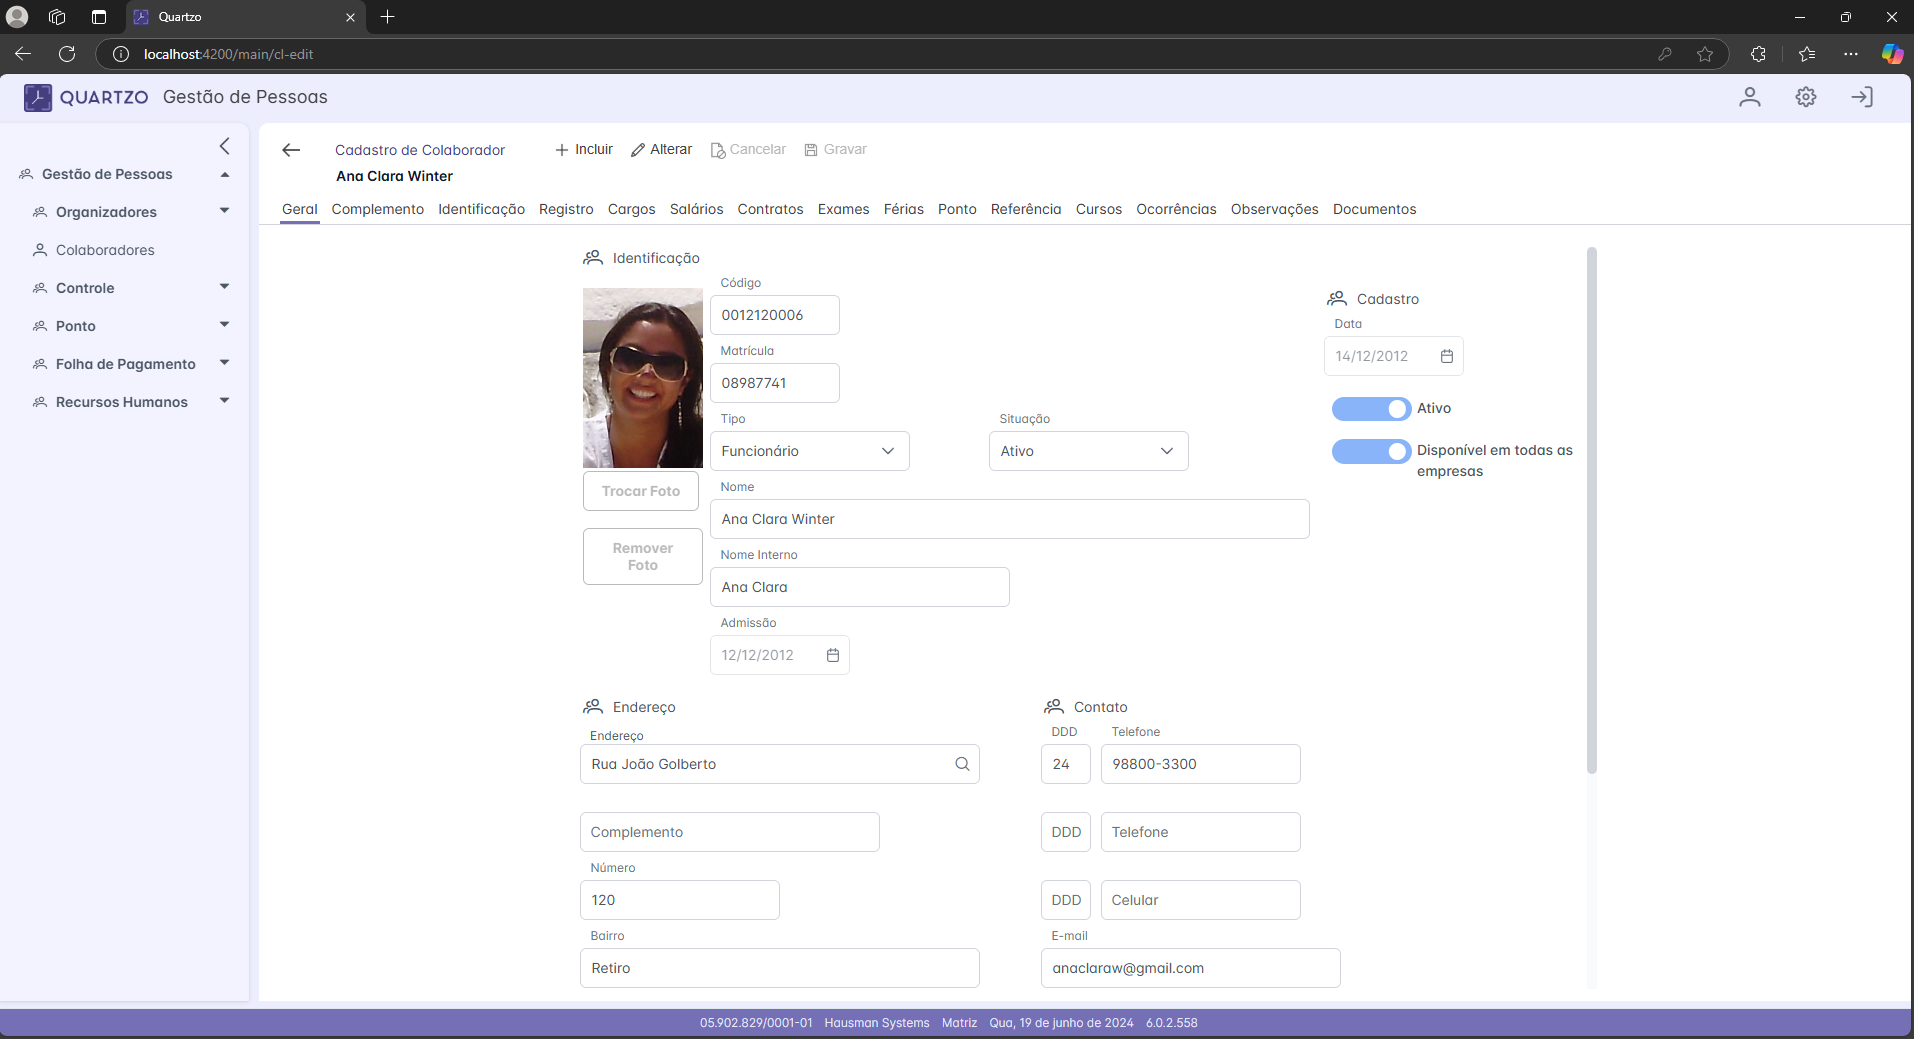 Quartzo
localhost:4200/main/cl-edit
QUARTZO Gestão de Pessoas
Gestão de Pessoas
Organizadores
Colaboradores
Controle
Ponto
Folha de Pagamento
Recursos Humanos
Cadastro de Colaborador Incluir Alterar Cancelar Gravar
Ana Clara Winter
Geral Complemento Identificação Registro Cargos Salários Contratos Exames Férias Ponto Referência Cursos Ocorrências Observações Documentos
Identificação
Código
0012120006
Matrícula
08987741
Tipo Situação
Funcionário Ativo
Trocar Foto
Remover
Foto
Nome
Ana Clara Winter
Nome Interno
Ana Clara
Admissão
12/12/2012
Cadastro
Data
14/12/2012
Ativo
Disponível em todas as
empresas
Endereço
Endereço
Rua João Golberto
Complemento
Número
120
Bairro
Retiro
Contato
DDD Telefone
24 98800-3300
DDD Telefone
DDD Celular
E-mail
anaclaraw@gmail.com
05.902.829/0001-01 Hausman Systems Matriz Qua, 19 de junho de 2024 6.0.2.558